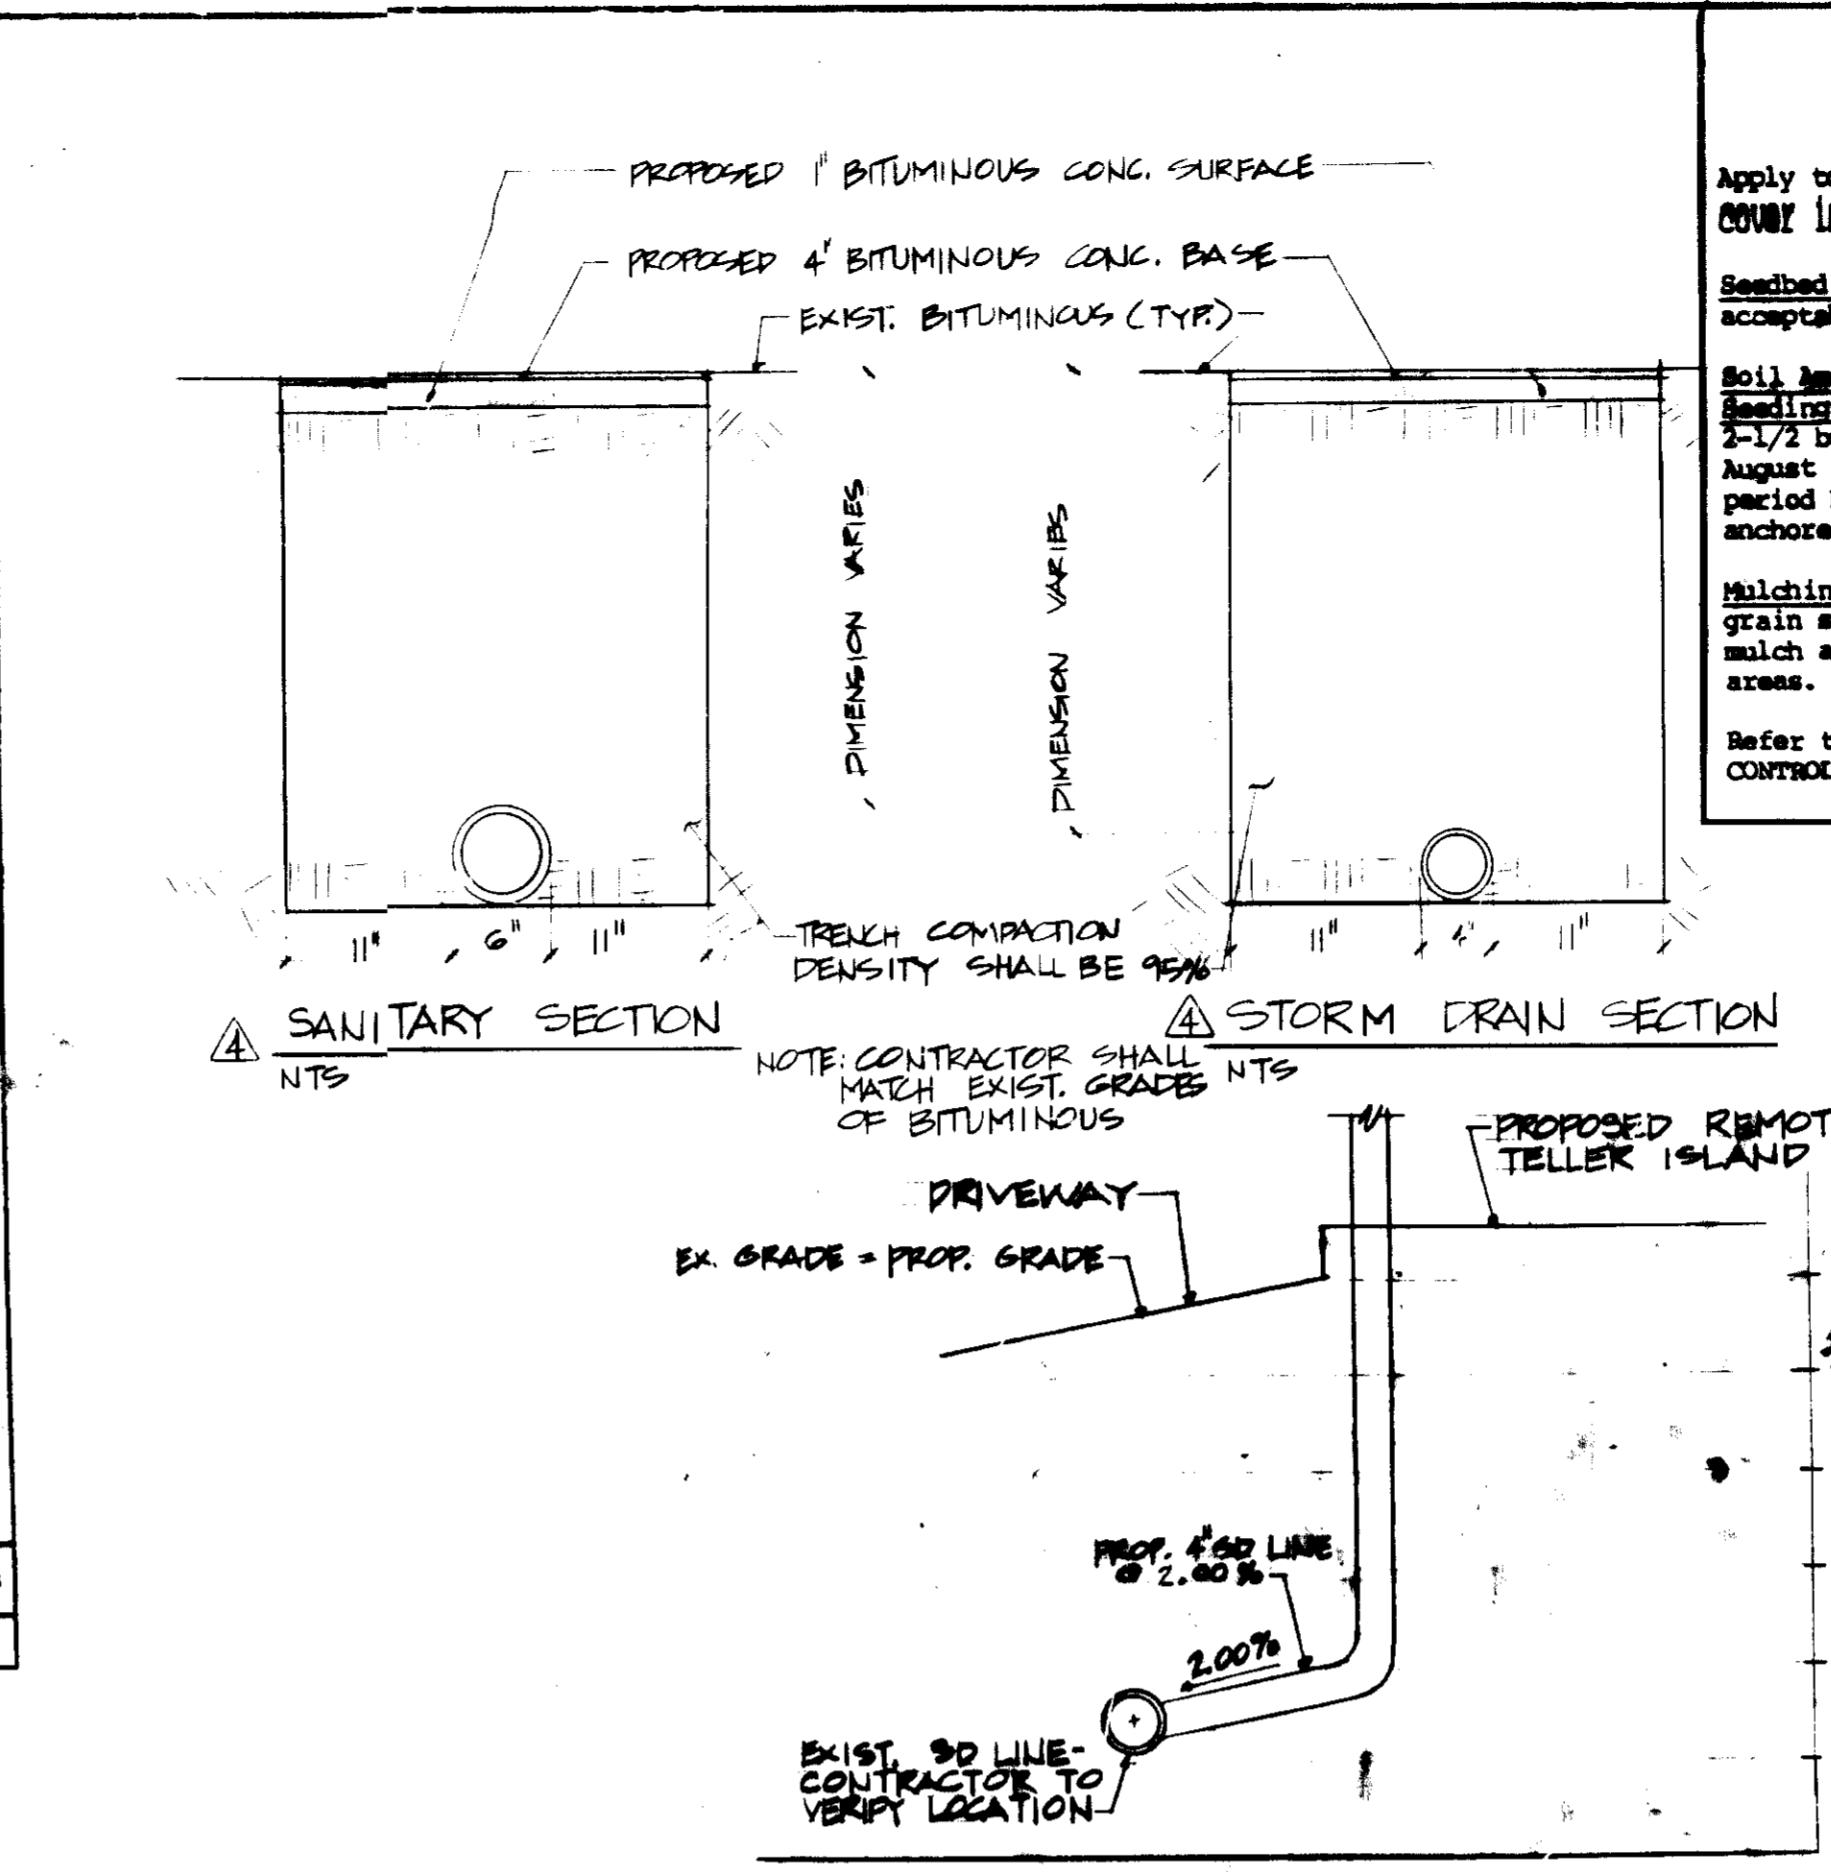 PROPOSED 1" BITUMINOUS CONC. SURFACE
PROPOSED 4" BITUMINOUS CONC. BASE
EXIST. BITUMINOUS (TYP.)
DIMENSION VARIES
DIMENSION VARIES
11" 6" 11"
TRENCH COMPACTION
DENSITY SHALL BE 95%
11" 4" 11"
4 SANITARY SECTION
NTS
NOTE: CONTRACTOR SHALL
MATCH EXIST. GRADES
OF BITUMINOUS
4 STORM DRAIN SECTION
NTS
PROPOSED REMOT
TELLER ISLAND
DRIVEWAY
EX. GRADE = PROP. GRADE
PROP. 4" SD LINE
@ 2.00%
2.00%
EXIST. SD LINE-
CONTRACTOR TO
VERIFY LOCATION
Apply to
cover
Seedbed
accepta
Soil
Seeding
2-1/2 b
August
period
anchore
Mulchin
grain
mulch a
areas.
Refer t
CONTROL